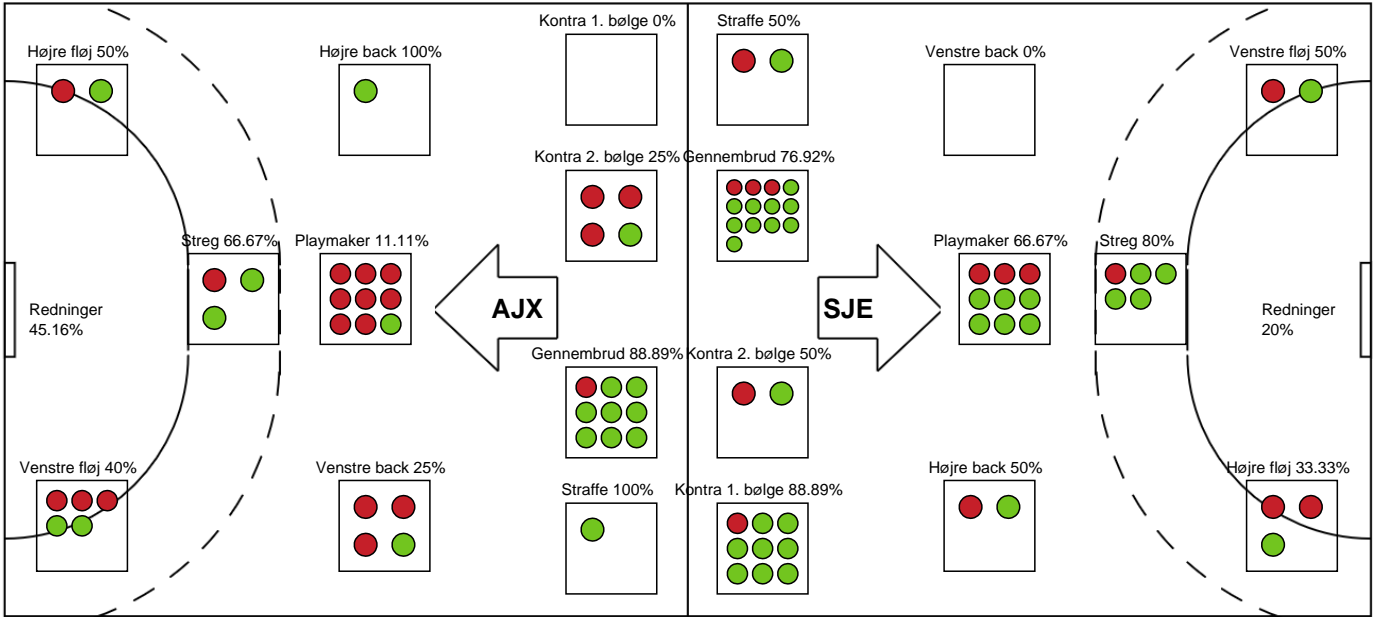 Kontra 1. bølge 0%
Straffe 50%
Højre fløj 50%
Højre back 100%
Venstre back 0%
Venstre fløj 50%
Kontra 2. bølge 25%
Gennembrud 76.92%
Streg 66.67%
Playmaker 11.11%
Playmaker 66.67%
Streg 80%
Redninger
45.16%
AJX
SJE
Redninger
20%
Gennembrud 88.89%
Kontra 2. bølge 50%
Venstre fløj 40%
Venstre back 25%
Højre back 50%
Højre fløj 33.33%
Straffe 100%
Kontra 1. bølge 88.89%